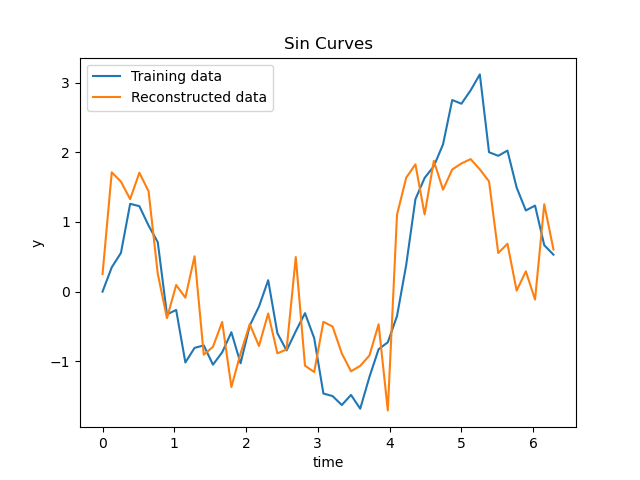 Sin Curves
Training data
Reconstructed data
y
3
2
1
0
−1
0 1 2 3 4 5 6
time